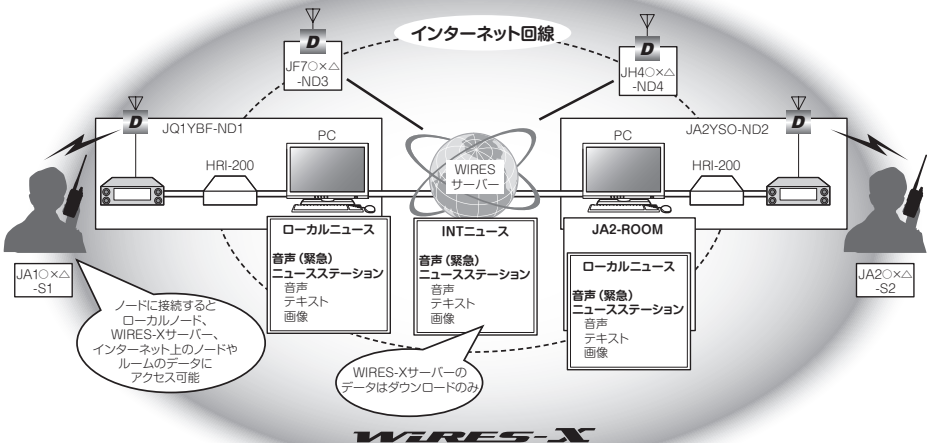 インターネット回線
D
JF7○×△
-ND3
D
JH4○×△
-ND4
D
JQ1YBF-ND1
PC
HRI-200
WIRES
サーバー
PC
JA2YSO-ND2
D
HRI-200
JA1○×△
-S1
ローカルニュース
音声（緊急）
ニュースステーション
音声
テキスト
画像
INTニュース
音声（緊急）
ニュースステーション
音声
テキスト
画像
JA2-ROOM
ローカルニュース
音声（緊急）
ニュースステーション
音声
テキスト
画像
JA2○×△
-S2
ノードに接続すると
ローカルノード、
WIRES-Xサーバー、
インターネット上のノードや
ルームのデータに
アクセス可能
WIRES-Xサーバーの
データはダウンロードのみ
WIRES-X